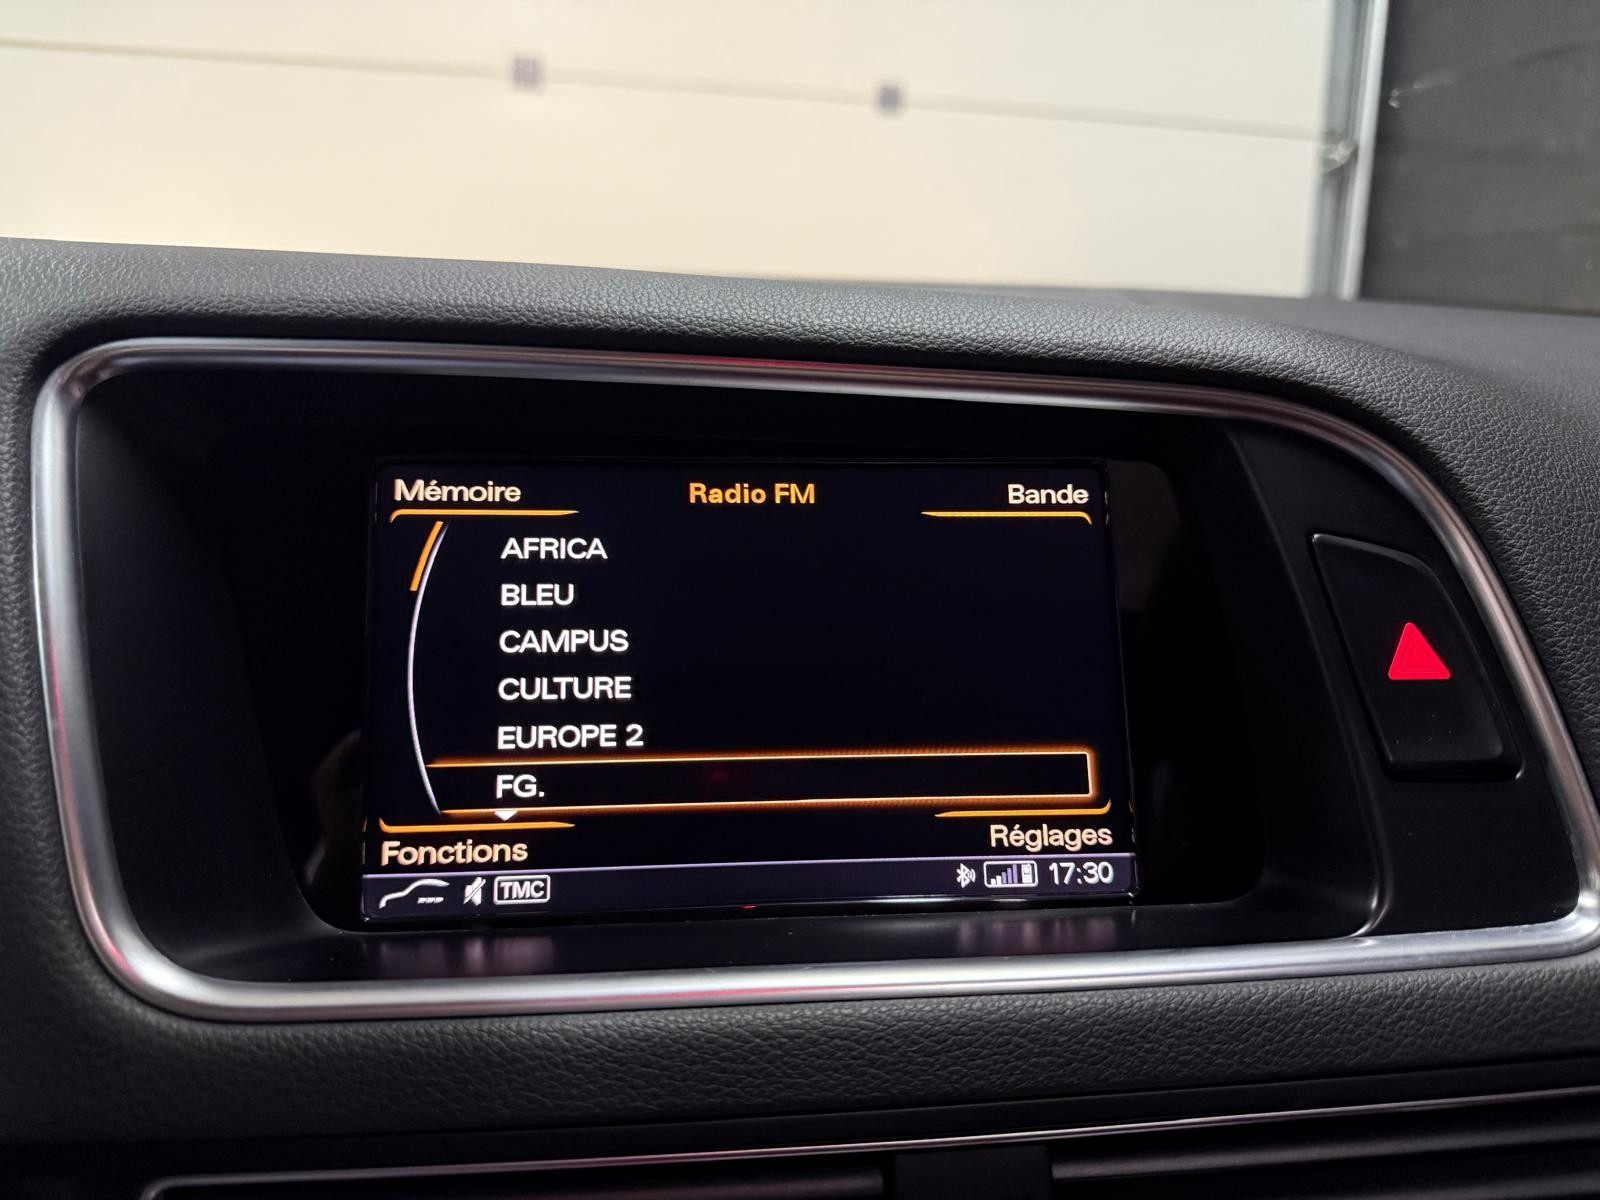 Mémoire Radio FM Bande
AFRICA
BLEU
CAMPUS
CULTURE
EUROPE 2
FG.
Fonctions Réglages
TMC 17:30